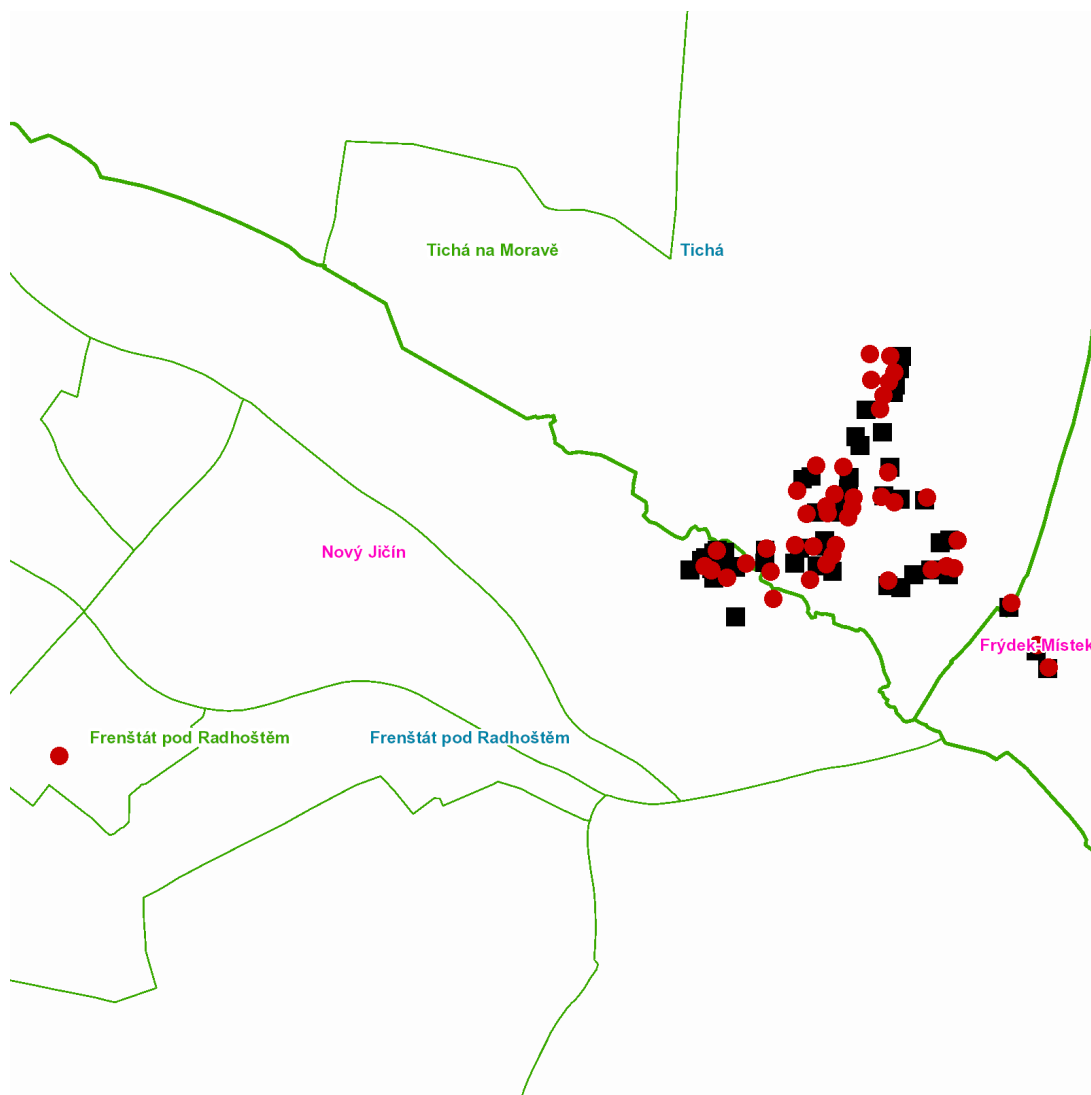 Tichá na Moravě
Tichá
Nový Jičín
Frýdek-Místek
Frenštát pod Radhoštěm
Frenštát pod Radhoštěm